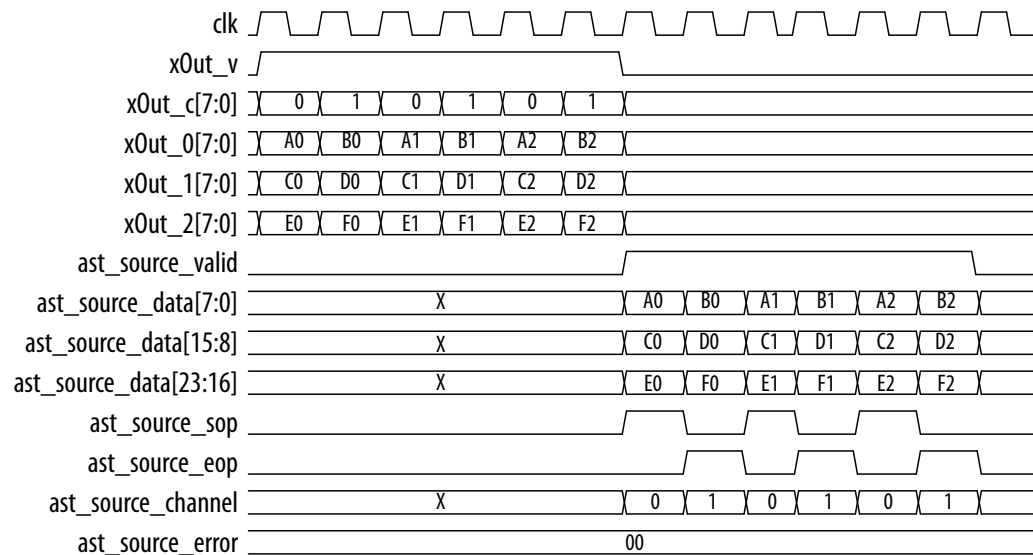 clk
xOut_v
xOut_c[7:0] 0 1 0 1 0 1
xOut_0[7:0] A0 B0 A1 B1 A2 B2
xOut_1[7:0] C0 D0 C1 D1 C2 D2
xOut_2[7:0] E0 F0 E1 F1 E2 F2
ast_source_valid
ast_source_data[7:0] X A0 B0 A1 B1 A2 B2
ast_source_data[15:8] X C0 D0 C1 D1 C2 D2
ast_source_data[23:16] X E0 F0 E1 F1 E2 F2
ast_source_sop
ast_source_eop
ast_source_channel X 0 1 0 1 0 1
ast_source_error 00